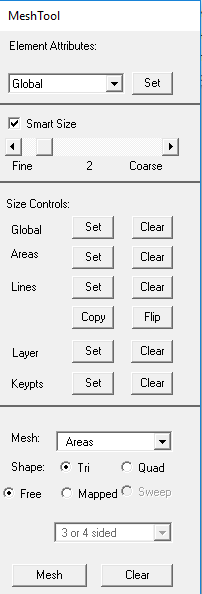 MeshTool
Element Attributes:
Global Set
Smart Size
Fine 2 Coarse
Size Controls:
Global Set Clear
Areas Set Clear
Lines Set Clear
Copy Flip
Layer Set Clear
Keypts Set Clear
Mesh: Areas
Shape: Tri Quad
Free Mapped Sweep
3 or 4 sided
Mesh Clear